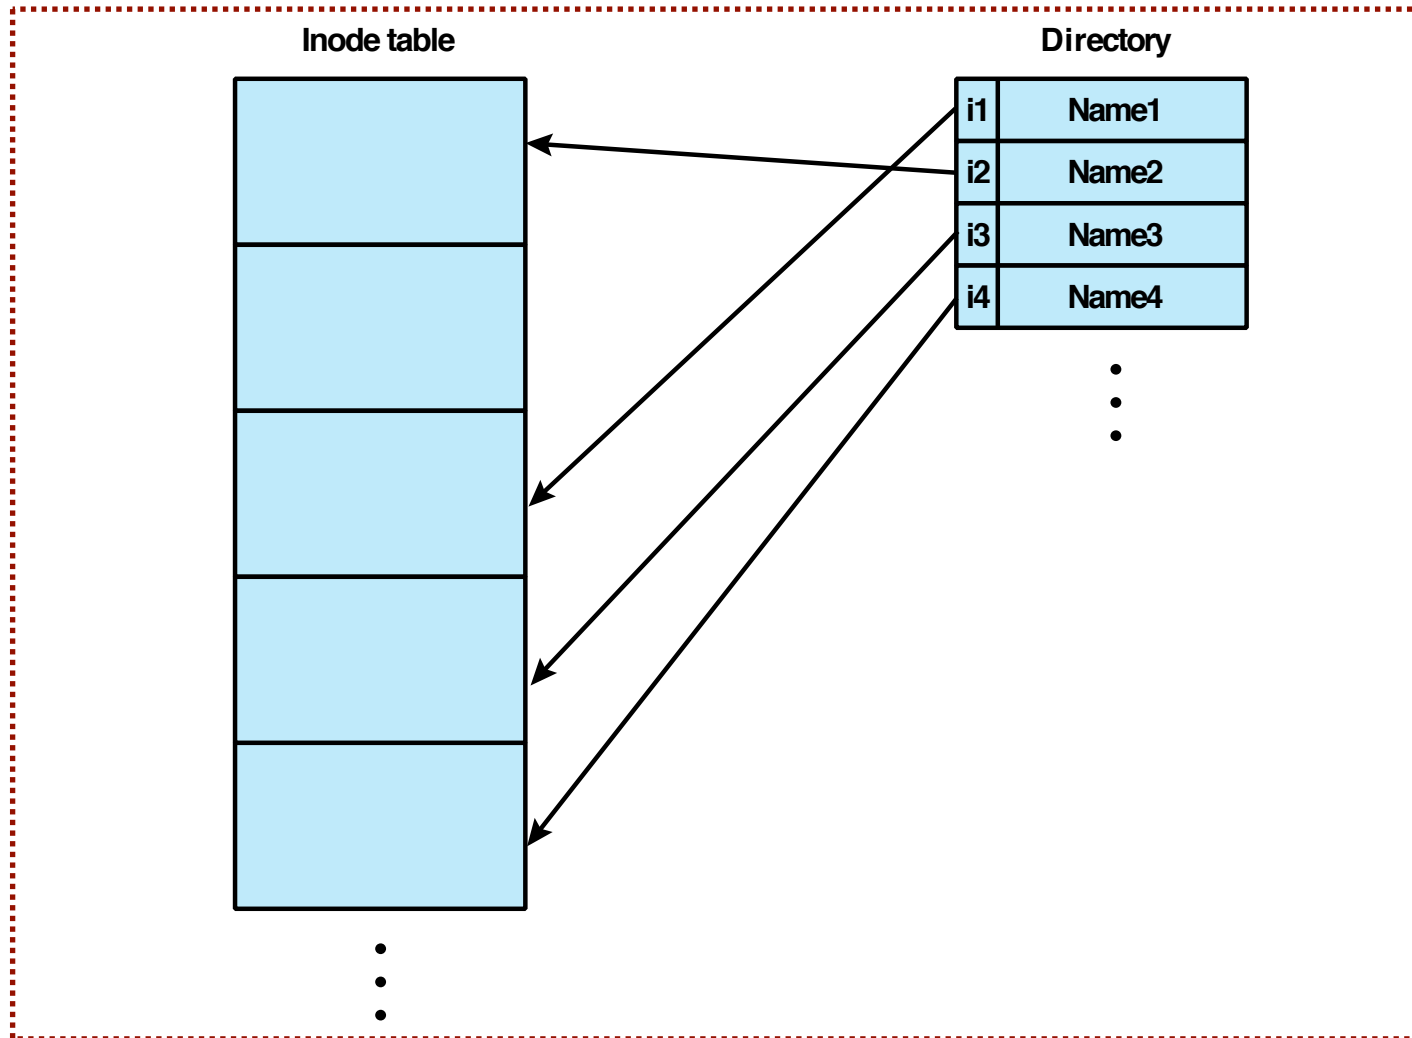 Inode table
Directory
i1 Name1
i2 Name2
i3 Name3
i4 Name4